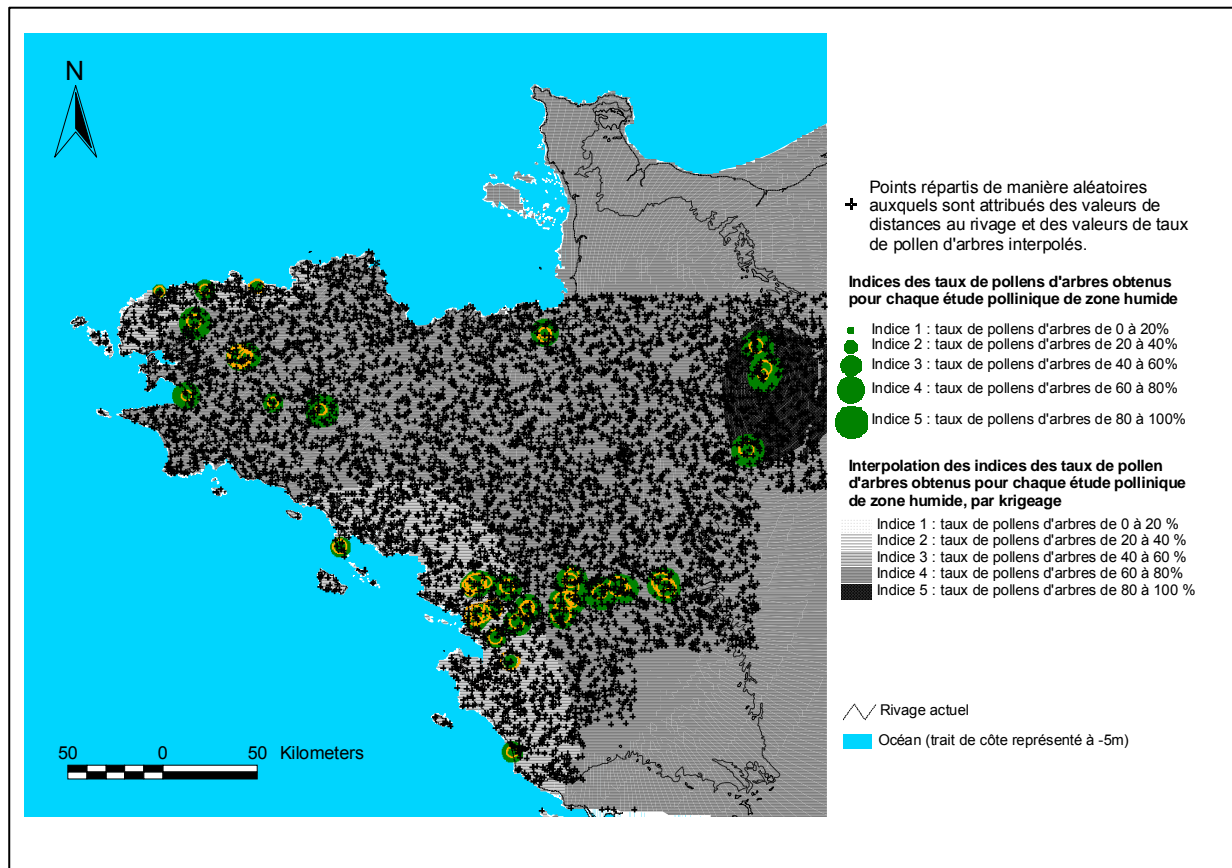 N
Points répartis de manière aléatoires
auxquels sont attribués des valeurs de
distances au rivage et des valeurs de taux
de pollen d'arbres interpolés.
Indices des taux de pollens d'arbres obtenus
pour chaque étude pollinique de zone humide
Indice 1 : taux de pollens d'arbres de 0 à 20%
Indice 2 : taux de pollens d'arbres de 20 à 40%
Indice 3 : taux de pollens d'arbres de 40 à 60%
Indice 4 : taux de pollens d'arbres de 60 à 80%
Indice 5 : taux de pollens d'arbres de 80 à 100%
Interpolation des indices des taux de pollen
d'arbres obtenus pour chaque étude pollinique
de zone humide, par krigeage
Indice 1 : taux de pollens d'arbres de 0 à 20 %
Indice 2 : taux de pollens d'arbres de 20 à 40 %
Indice 3 : taux de pollens d'arbres de 40 à 60 %
Indice 4 : taux de pollens d'arbres de 60 à 80%
Indice 5 : taux de pollens d'arbres de 80 à 100 %
Rivage actuel
Océan (trait de côte représenté à -5m)
50 0 50 Kilometers